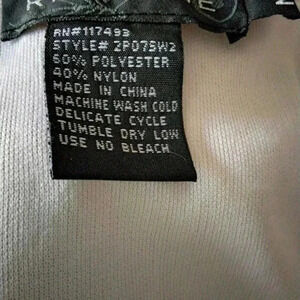 RN#117493
STYLE# 2P075W2
60% POLYESTER
40% NYLON
MADE IN CHINA
MACHINE WASH COLD
DELICATE CYCLE
TUMBLE DRY LOW
USE NO BLEACH